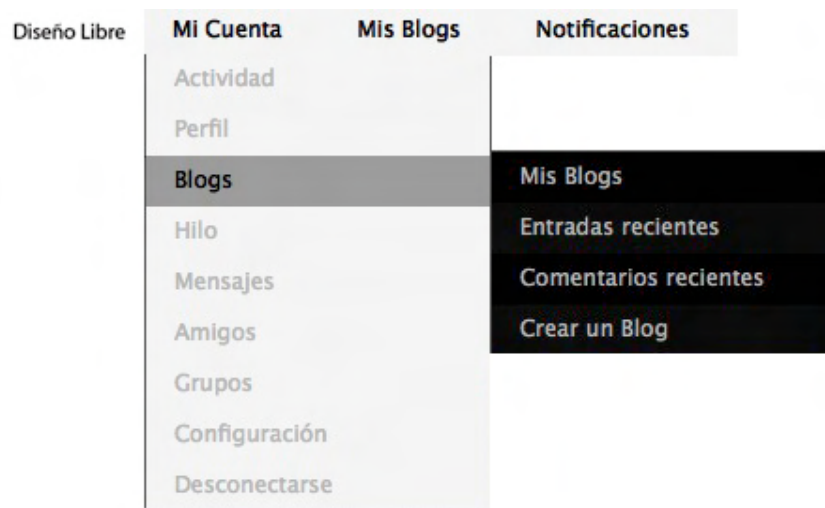 Diseño Libre Mi Cuenta Mis Blogs Notificaciones
Actividad
Perfil
Blogs
Hilo
Mensajes
Amigos
Grupos
Configuración
Desconectarse
Mis Blogs
Entradas recientes
Comentarios recientes
Crear un Blog